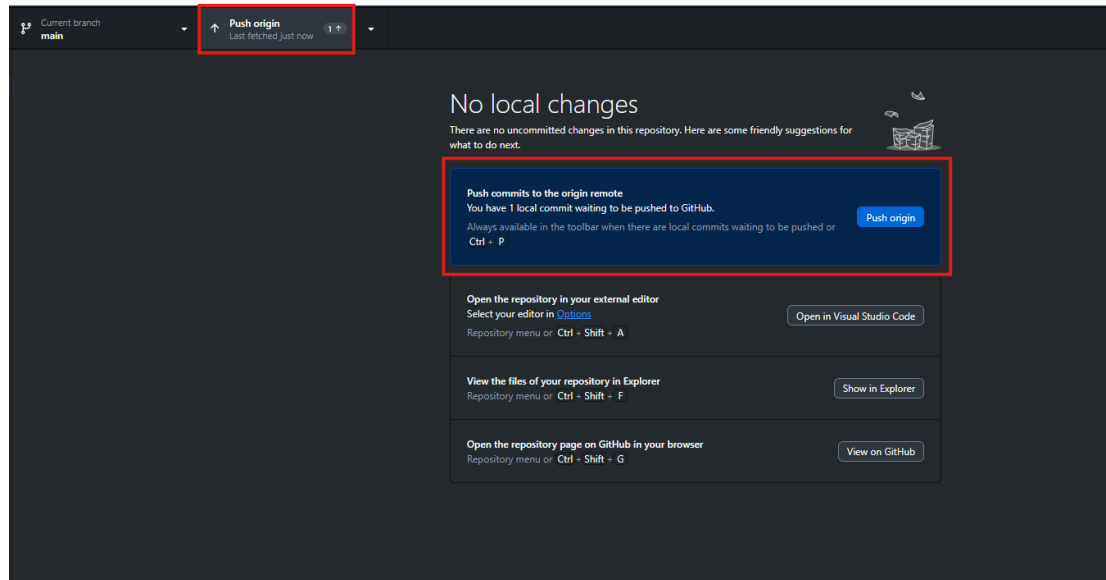 Current branch
main
Push origin
Last fetched just now
1
No local changes
There are no uncommitted changes in this repository. Here are some friendly suggestions for
what to do next.
Push commits to the origin remote
You have 1 local commit waiting to be pushed to GitHub.
Always available in the toolbar when there are local commits waiting to be pushed or
Ctrl + P
Push origin
Open the repository in your external editor
Select your editor in Options
Repository menu or Ctrl + Shift + A
Open in Visual Studio Code
View the files of your repository in Explorer
Repository menu or Ctrl + Shift + F
Show in Explorer
Open the repository page on GitHub in your browser
Repository menu or Ctrl + Shift + G
View on GitHub